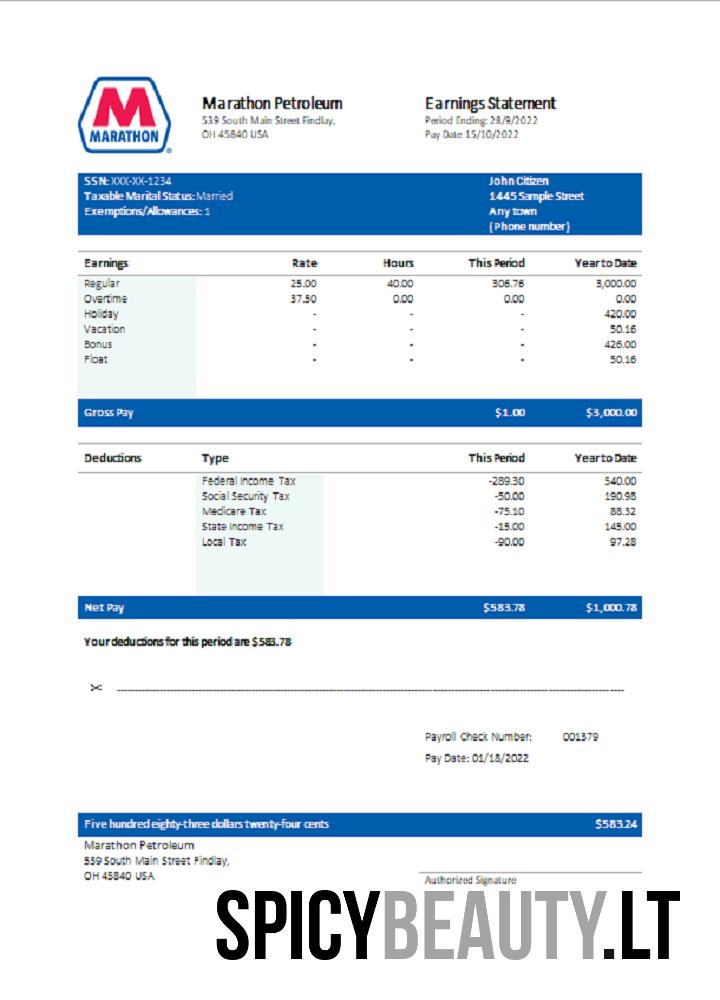 MARATHON
Marathon Petroleum
539 South Main Street Findlay,
OH 45840 USA
Earnings Statement
Period Ending: 28/9/2022
Pay Date 15/10/2022
SSN: XXX-XX-1234
Taxable Marital Status: Married
Exemptions/Allowances: 1
John Citizen
1445 Sample Street
Any town
(Phone number)
Earnings Rate Hours This Period Year to Date
Regular 25.00 40.00 306.76 3,000.00
Overtime 37.50 0.00 0.00 0.00
Holiday - - - 420.00
Vacation - - - 50.16
Bonus - - - 426.00
Float - - - 50.16
Gross Pay $1.00 $3,000.00
Deductions Type This Period Year to Date
Federal Income Tax -289.30 540.00
Social Security Tax -50.00 190.98
Medicare Tax -75.10 88.32
State Income Tax -15.00 145.00
Local Tax -90.00 97.28
Net Pay $583.78 $1,000.78
Your deductions for this period are $583.78
Payroll Check Number: 001379
Pay Date: 01/18/2022
Five hundred eighty-three dollars twenty-four cents $583.24
Marathon Petroleum
539 South Main Street Findlay,
OH 45840 USA
Authorized Signature
SPICYBEAUTY.LT